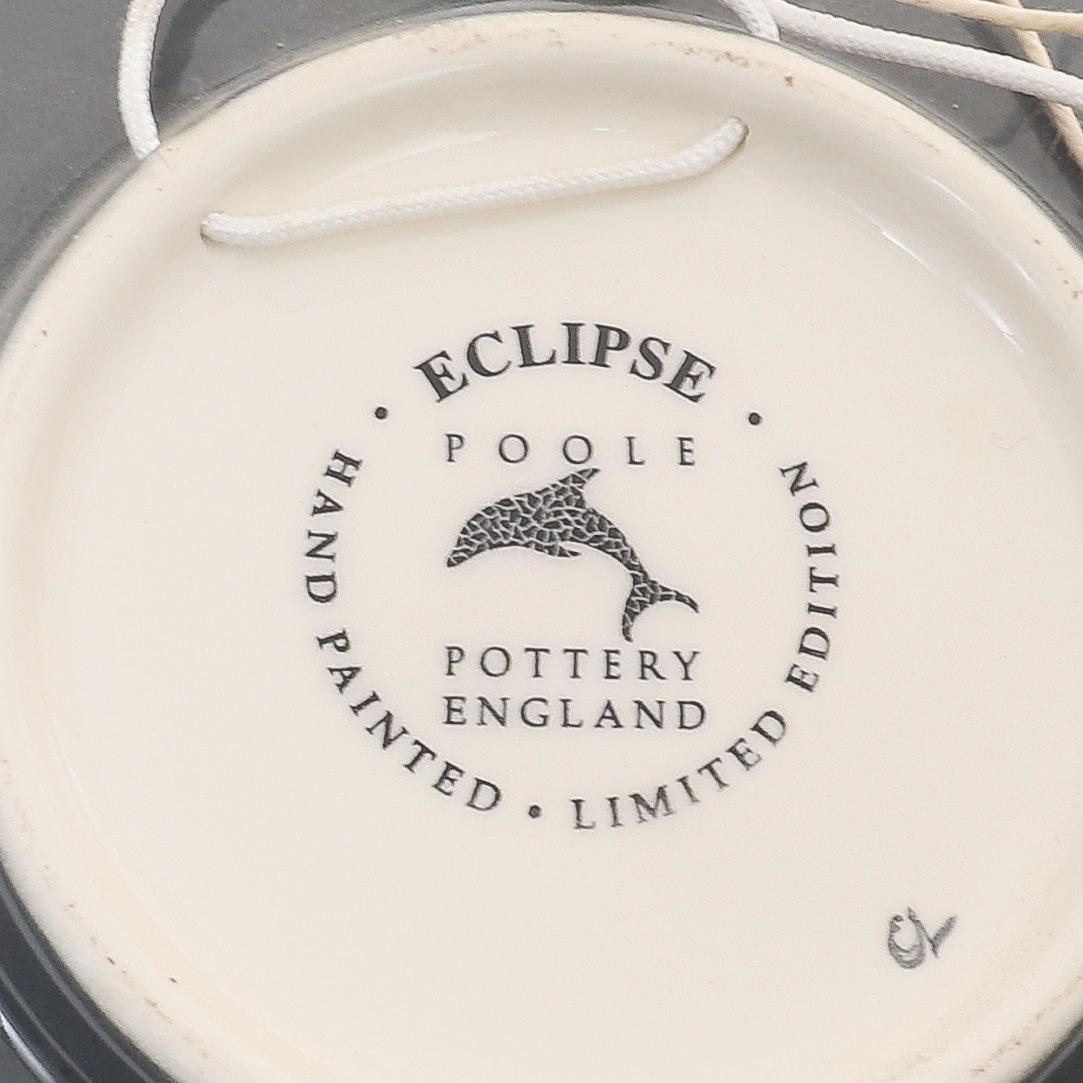 • ECLIPSE •
POOLE
POTTERY
ENGLAND
HAND PAINTED • LIMITED EDITION